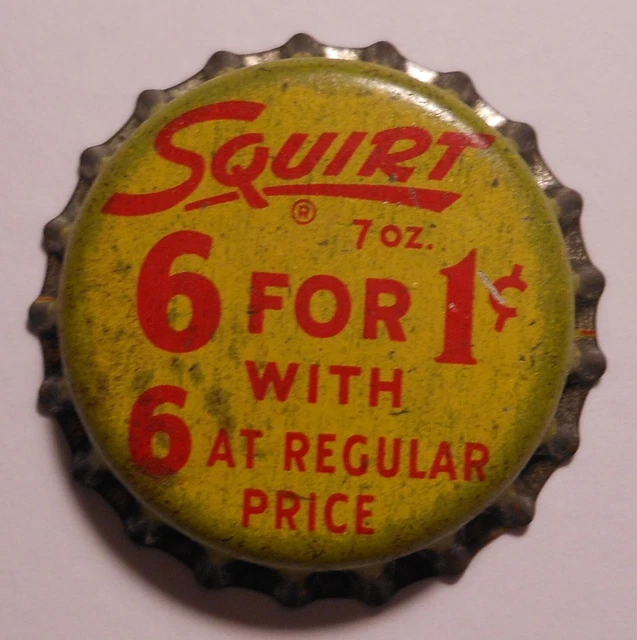 SQUIRT
®
7 oz.
6 FOR 1¢
WITH
6 AT REGULAR
PRICE